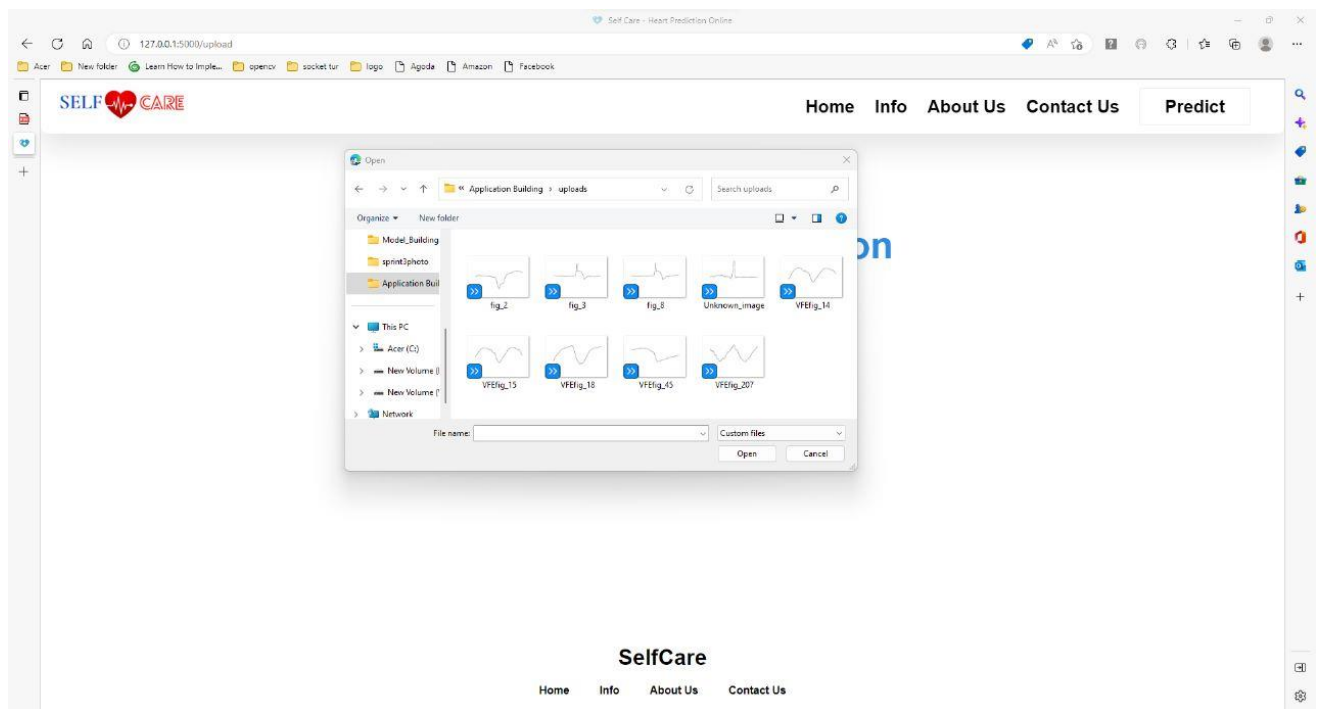 Self Care - Heart Prediction Online
127.0.0.1:5000/upload
Acer New folder Learn How to Imple... opencv socket tur logo Agoda Amazon Facebook
SELF CARE
Home Info About Us Contact Us Predict
Open
« Application Building › uploads Search uploads
Organize New folder
on
Model_Building
sprint3photo
Application Buil
fig_2 fig_3 fig_8 Unknown_image VFEfig_14
This PC
Acer (C:)
New Volume (
New Volume (
Network
VFEfig_15 VFEfig_18 VFEfig_45 VFEfig_207
File name: Custom files
Open Cancel
SelfCare
Home Info About Us Contact Us